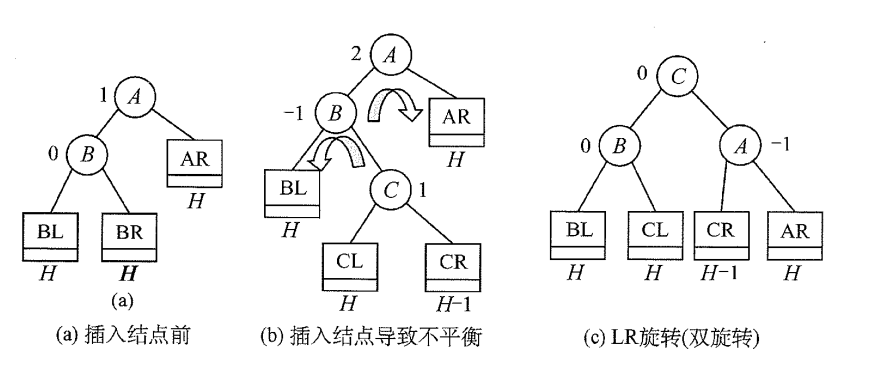 2 A
0 C
1 A
-1 B
AR
H
0 B
AR
H
BL
H
C 1
0 B
A -1
BL
H
BR
H
CL
H
CR
H-1
BL
H
CL
H
CR
H-1
AR
H
(a)
(a) 插入结点前
(b) 插入结点导致不平衡
(c) LR旋转(双旋转)